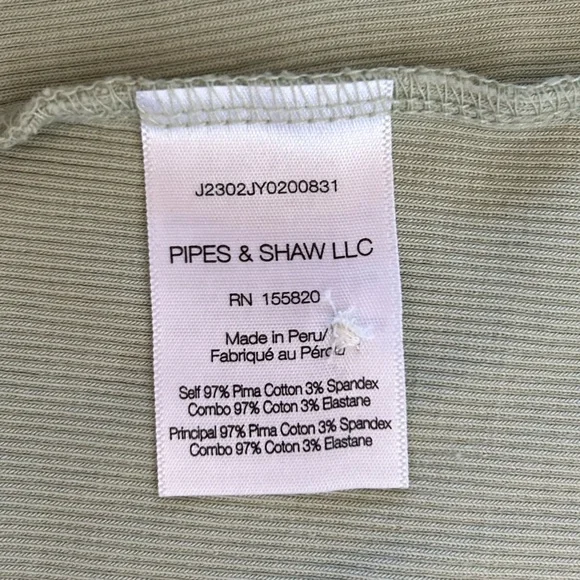 J2302JY0200831
PIPES & SHAW LLC
RN 155820
Made in Peru/
Fabriqué au Pérou
Self 97% Pima Cotton 3% Spandex
Combo 97% Coton 3% Elastane
Principal 97% Pima Coton 3% Spandex
Combo 97% Coton 3% Elastane